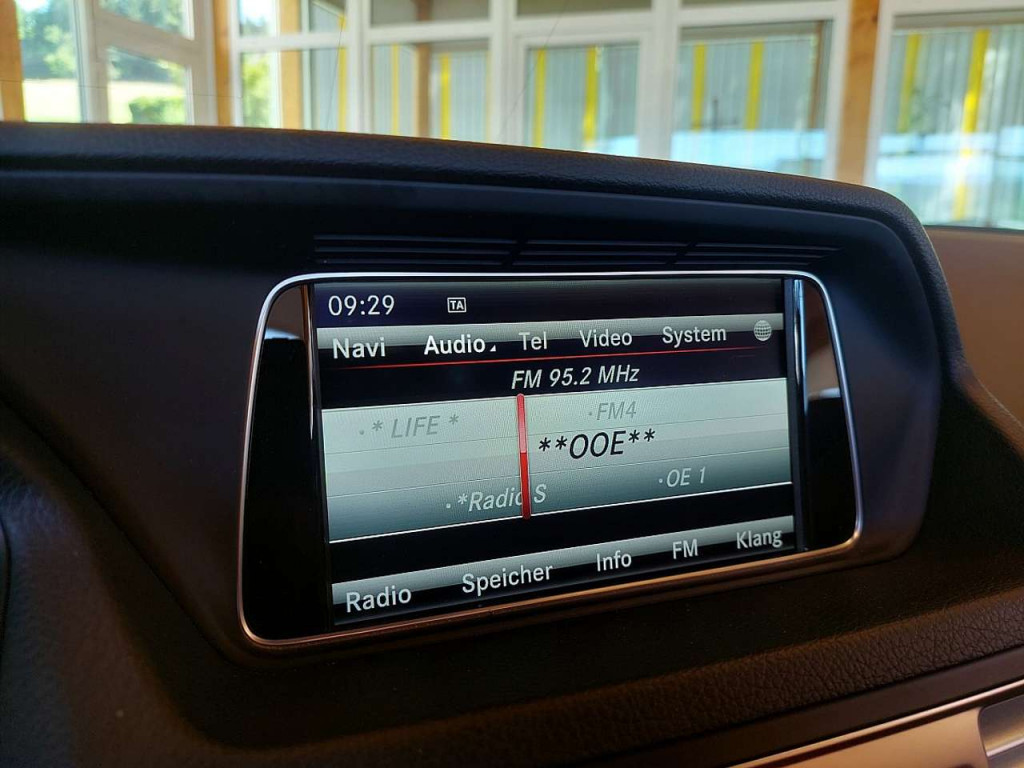 09:29 TA
Navi Audio Tel Video System
FM 95.2 MHz
* LIFE * FM4
**OOE**
*Radio S OE 1
Radio Speicher Info FM Klang